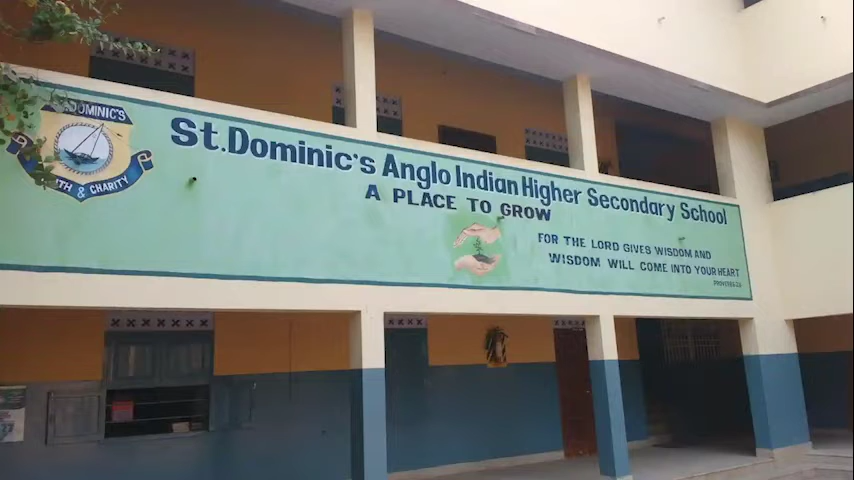 DOMINIC'S
TH & CHARITY
St.Dominic's Anglo Indian Higher Secondary School
A PLACE TO GROW
FOR THE LORD GIVES WISDOM AND
WISDOM WILL COME INTO YOUR HEART